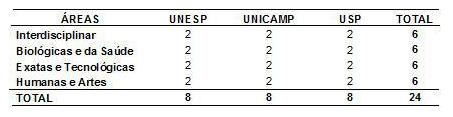 ÁREAS UNESP UNICAMP USP TOTAL
Interdisciplinar 2 2 2 6
Biológicas e da Saúde 2 2 2 6
Exatas e Tecnológicas 2 2 2 6
Humanas e Artes 2 2 2 6
TOTAL 8 8 8 24